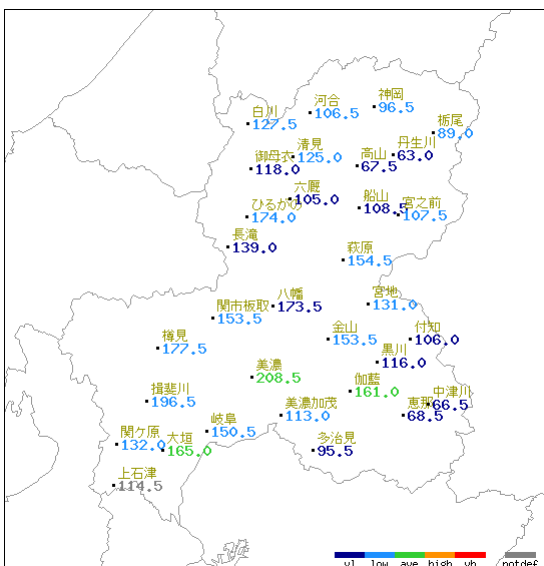 神岡
96.5
河合
106.5
白川
127.5
栃尾
89.0
丹生川
63.0
清見
125.0
高山
67.5
御母衣
118.0
六厩
105.0
船山
108.5
宮之前
107.5
ひるがの
174.0
長滝
139.0
萩原
154.5
八幡
173.5
宮地
131.0
関市板取
153.5
金山
153.5
付知
106.0
樽見
177.5
黒川
116.0
美濃
208.5
伽藍
161.0
中津川
66.5
揖斐川
196.5
美濃加茂
113.0
恵那
68.5
岐阜
150.5
関ケ原
132.0
大垣
165.0
多治見
95.5
上石津
114.5
vl low ave high vh notdef